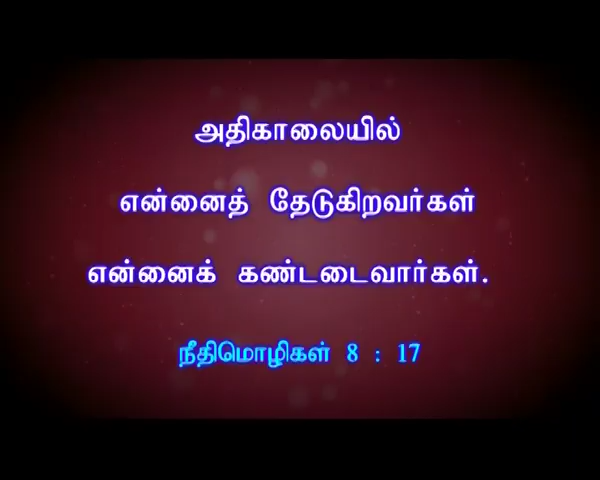 அதிகாலையில்
என்னைத் தேடுகிறவர்கள்
என்னைக் கண்டடைவார்கள்.
நீதிமொழிகள் 8 : 17